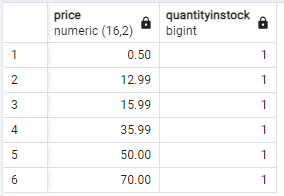 price quantityinstock
numeric (16,2) bigint
1 0.50 1
2 12.99 1
3 15.99 1
4 35.99 1
5 50.00 1
6 70.00 1